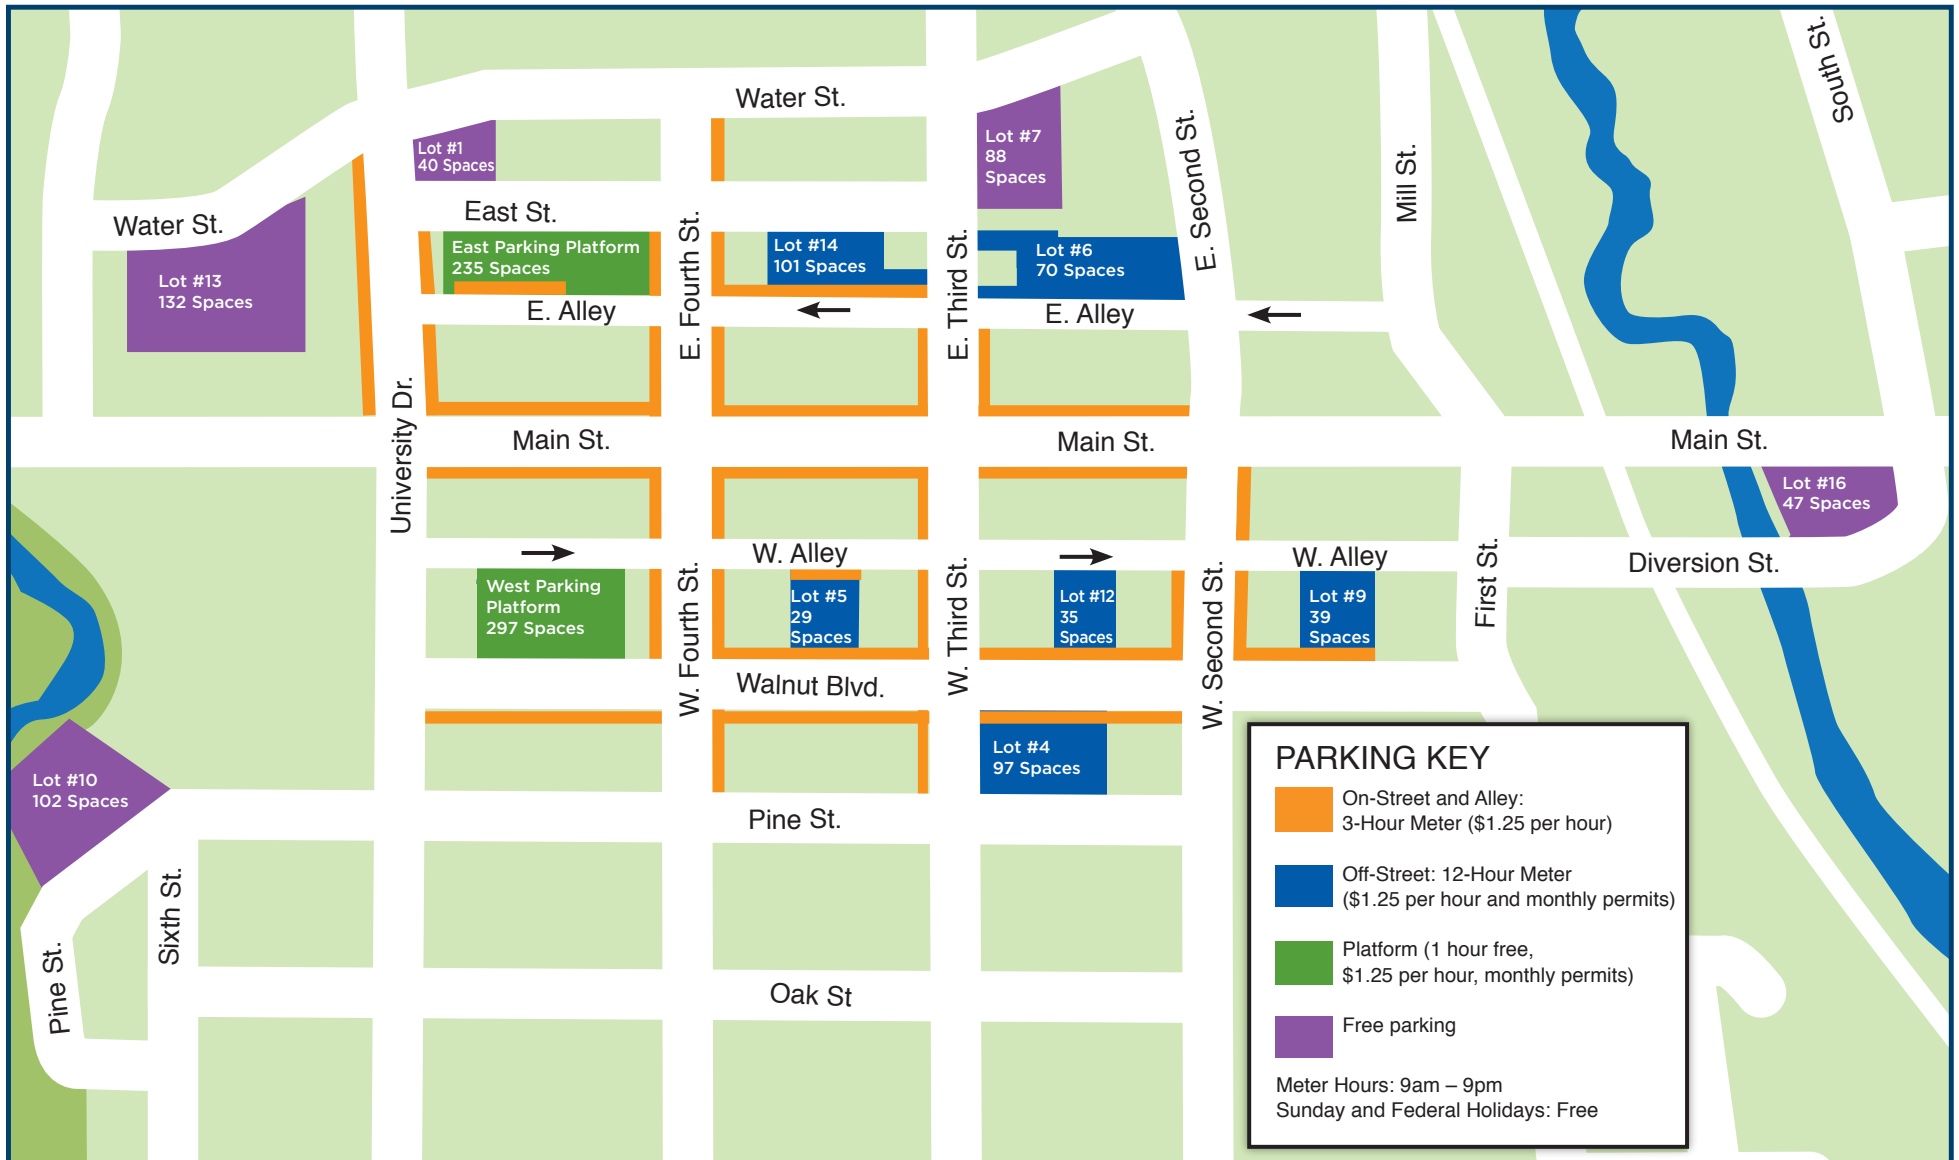 South St.
Water St.
Lot #7
88
Spaces
E. Second St.
Lot #1
40 Spaces
Mill St.
Water St.
East St.
E. Fourth St.
E. Third St.
East Parking Platform
235 Spaces
Lot #14
101 Spaces
Lot #6
70 Spaces
Lot #13
132 Spaces
E. Alley
E. Alley
University Dr.
Main St.
Main St.
Main St.
Lot #16
47 Spaces
W. Alley
W. Alley
Diversion St.
First St.
West Parking
Platform
297 Spaces
W. Fourth St.
Lot #5
29
Spaces
W. Third St.
Lot #12
35
Spaces
W. Second St.
Lot #9
39
Spaces
Walnut Blvd.
Lot #4
97 Spaces
Lot #10
102 Spaces
Pine St.
Sixth St.
Pine St.
Oak St
PARKING KEY
On-Street and Alley:
3-Hour Meter ($1.25 per hour)
Off-Street: 12-Hour Meter
($1.25 per hour and monthly permits)
Platform (1 hour free,
$1.25 per hour, monthly permits)
Free parking
Meter Hours: 9am – 9pm
Sunday and Federal Holidays: Free